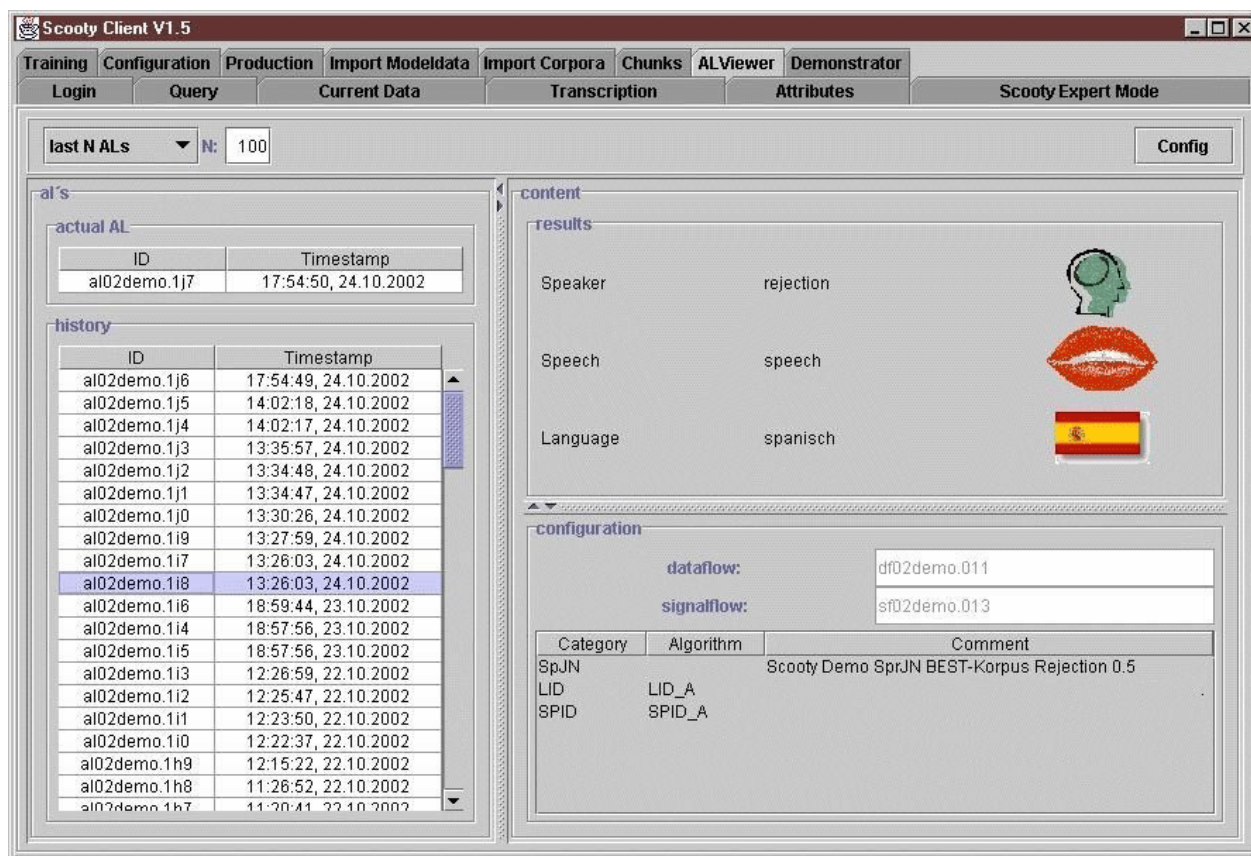 Scooty Client V1.5
Training Configuration Production Import Modeldata Import Corpora Chunks ALViewer Demonstrator
Login Query Current Data Transcription Attributes Scooty Expert Mode
last N ALs N: 100 Config
al´s
actual AL
ID Timestamp
al02demo.1j7 17:54:50, 24.10.2002
history
ID Timestamp
al02demo.1j6 17:54:49, 24.10.2002
al02demo.1j5 14:02:18, 24.10.2002
al02demo.1j4 14:02:17, 24.10.2002
al02demo.1j3 13:35:57, 24.10.2002
al02demo.1j2 13:34:48, 24.10.2002
al02demo.1j1 13:34:47, 24.10.2002
al02demo.1j0 13:30:26, 24.10.2002
al02demo.1i9 13:27:59, 24.10.2002
al02demo.1i7 13:26:03, 24.10.2002
al02demo.1i8 13:26:03, 24.10.2002
al02demo.1i6 18:59:44, 23.10.2002
al02demo.1i4 18:57:56, 23.10.2002
al02demo.1i5 18:57:56, 23.10.2002
al02demo.1i3 12:26:59, 22.10.2002
al02demo.1i2 12:25:47, 22.10.2002
al02demo.1i1 12:23:50, 22.10.2002
al02demo.1i0 12:22:37, 22.10.2002
al02demo.1h9 12:15:22, 22.10.2002
al02demo.1h8 11:26:52, 22.10.2002
al02demo.1h7 11:20:41, 22.10.2002
content
results
Speaker rejection
Speech speech
Language spanisch
configuration
dataflow: df02demo.011
signalflow: sf02demo.013
Category Algorithm Comment
SpJN Scooty Demo SprJN BEST-Korpus Rejection 0.5
LID LID_A .
SPID SPID_A